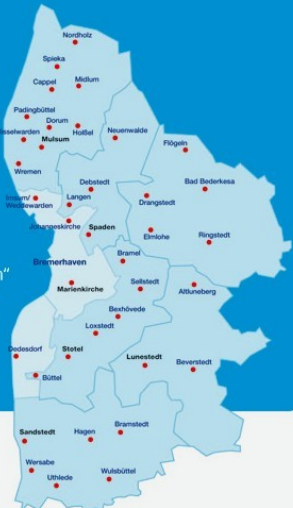 Nordholz
Spieka
Cappel
Midlum
Padingbüttel
Dorum
Holßel
Neuenwalde
Misselwarden
Mulsum
Flögeln
Wremen
Debstedt
Bad Bederkesa
Imsum/
Weddewarden
Langen
Drangstedt
Johanneskirche
Spaden
Elmlohe
Ringstedt
Bremerhaven
Bramel
n“
Marienkirche
Sellstedt
Altluneberg
Bexhövede
Loxstedt
Dedesdorf
Stotel
Lunestedt
Beverstedt
Büttel
Sandstedt
Hagen
Bramstedt
Wersabe
Uthlede
Wulsbüttel